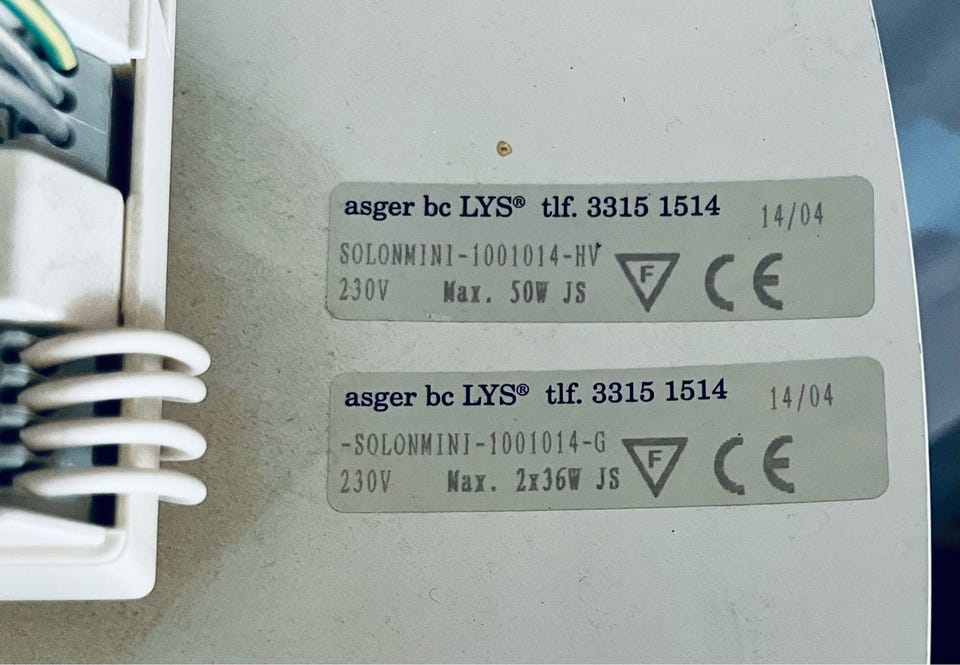 asger bc LYS® tlf. 3315 1514 14/04
SOLONMINI-1001014-HV
230V Max. 50W JS F CE
asger bc LYS® tlf. 3315 1514 14/04
-SOLONMINI-1001014-G
230V Max. 2x36W JS F CE